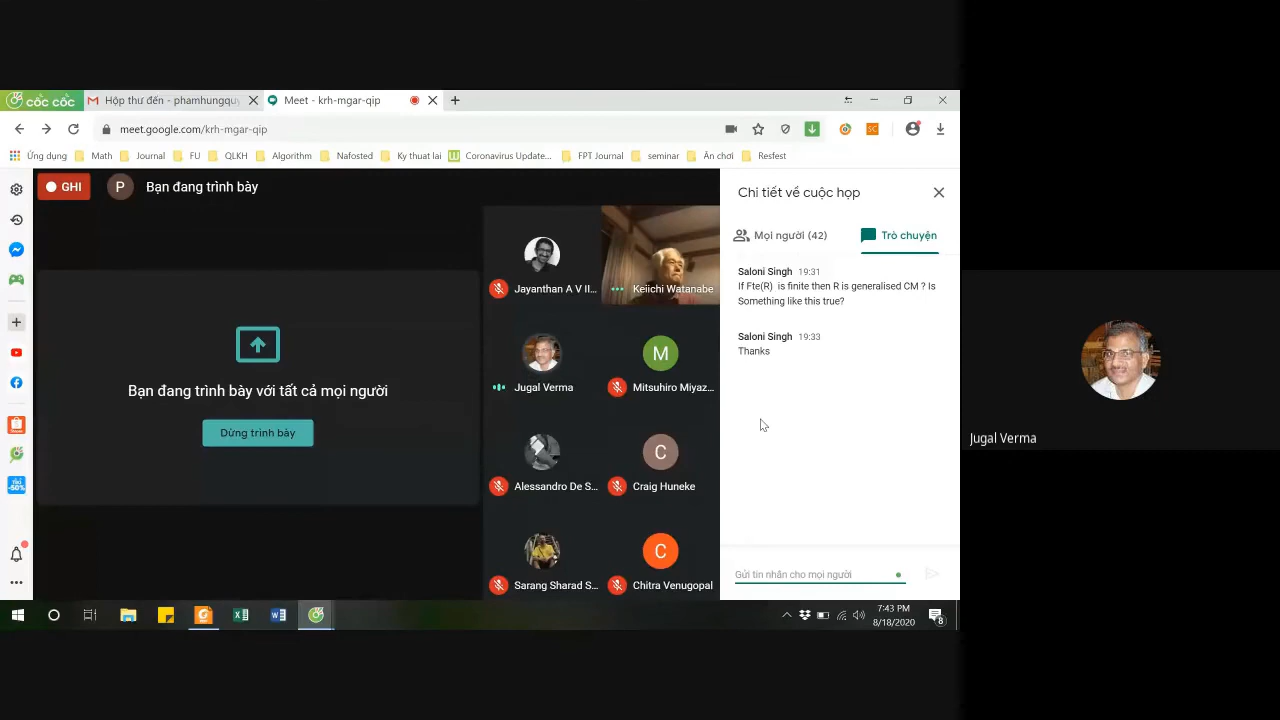 cốc cốc
Hộp thư đến - phamhungquy
Meet - krh-mgar-qip
meet.google.com/krh-mgar-qip
Ứng dụng
Math
Journal
FU
QLKH
Algorithm
Nafosted
Ky thuat lai
Coronavirus Update...
FPT Journal
seminar
Ăn chơi
Resfest
GHI
P
Bạn đang trình bày
Chi tiết về cuộc họp
Mọi người (42)
Trò chuyện
Saloni Singh 19:31
If Fte(R) is finite then R is generalised CM ? Is
Something like this true?
Saloni Singh 19:33
Thanks
Bạn đang trình bày với tất cả mọi người
Dừng trình bày
Jayanthan A V II...
Keiichi Watanabe
Jugal Verma
M
Mitsuhiro Miyaz...
Alessandro De S...
C
Craig Huneke
Sarang Sharad S...
C
Chitra Venugopal
Gửi tin nhắn cho mọi người
SC
-50%
7:43 PM
8/18/2020
8
Jugal Verma